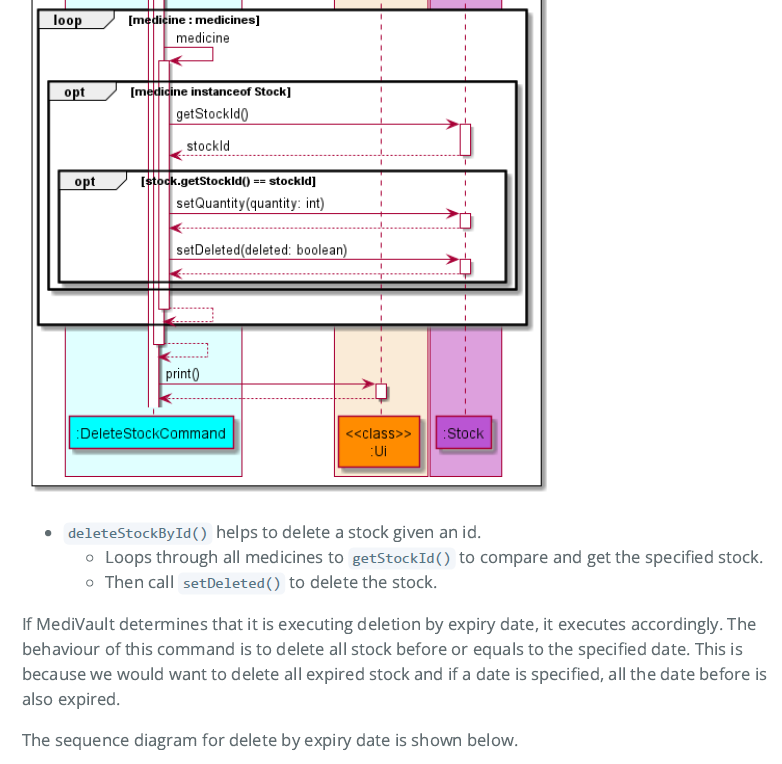 loop [medicine : medicines]
medicine
opt [medicine instanceof Stock]
getStockId()
stockId
opt [stock.getStockId() == stockId]
setQuantity(quantity: int)
setDeleted(deleted: boolean)
print()
:DeleteStockCommand
<<class>>
:Ui
:Stock
deleteStockById() helps to delete a stock given an id.
Loops through all medicines to getStockId() to compare and get the specified stock.
Then call setDeleted() to delete the stock.
If MediVault determines that it is executing deletion by expiry date, it executes accordingly. The
behaviour of this command is to delete all stock before or equals to the specified date. This is
because we would want to delete all expired stock and if a date is specified, all the date before is
also expired.
The sequence diagram for delete by expiry date is shown below.